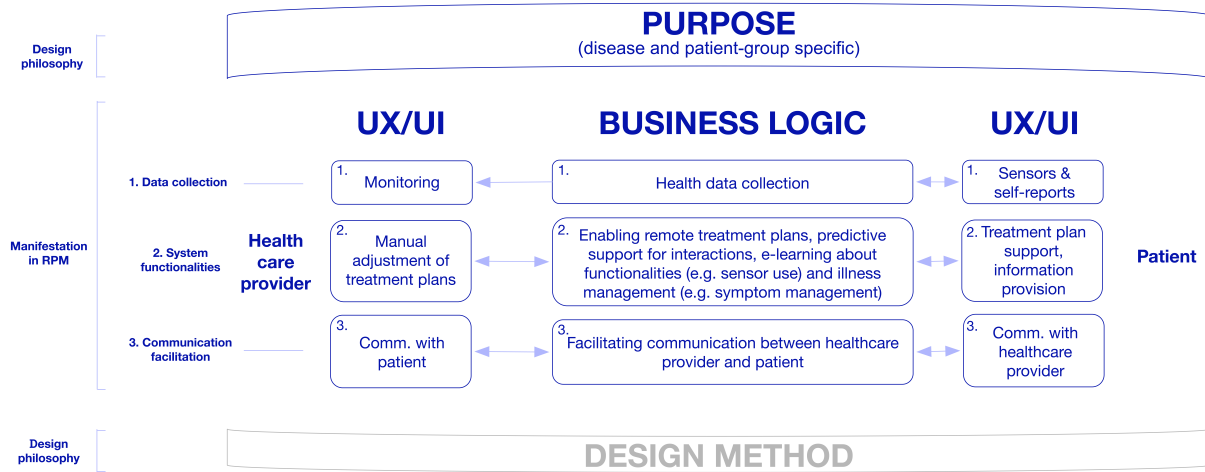 PURPOSE
(disease and patient-group specific)
Design
philosophy
UX/UI
BUSINESS LOGIC
UX/UI
1. Data collection
1.
Monitoring
1.
Health data collection
1.
Sensors &
self-reports
Manifestation
in RPM
2. System
functionalities
Health
care
provider
2.
Manual
adjustment of
treatment plans
2.
Enabling remote treatment plans, predictive
support for interactions, e-learning about
functionalities (e.g. sensor use) and illness
management (e.g. symptom management)
2.
Treatment plan
support,
information
provision
Patient
3. Communication
facilitation
3.
Comm. with
patient
3.
Facilitating communication between healthcare
provider and patient
3.
Comm. with
healthcare
provider
Design
philosophy
DESIGN METHOD